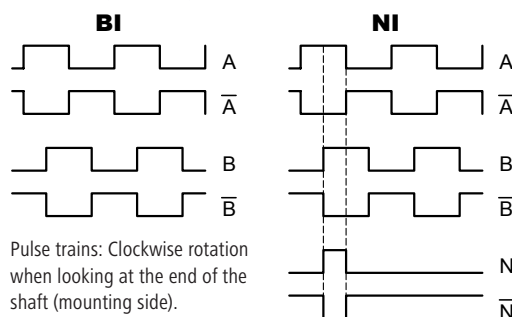 BI
A
A̅
B
B̅
Pulse trains: Clockwise rotation
when looking at the end of the
shaft (mounting side).
NI
A
A̅
B
B̅
N
N̅